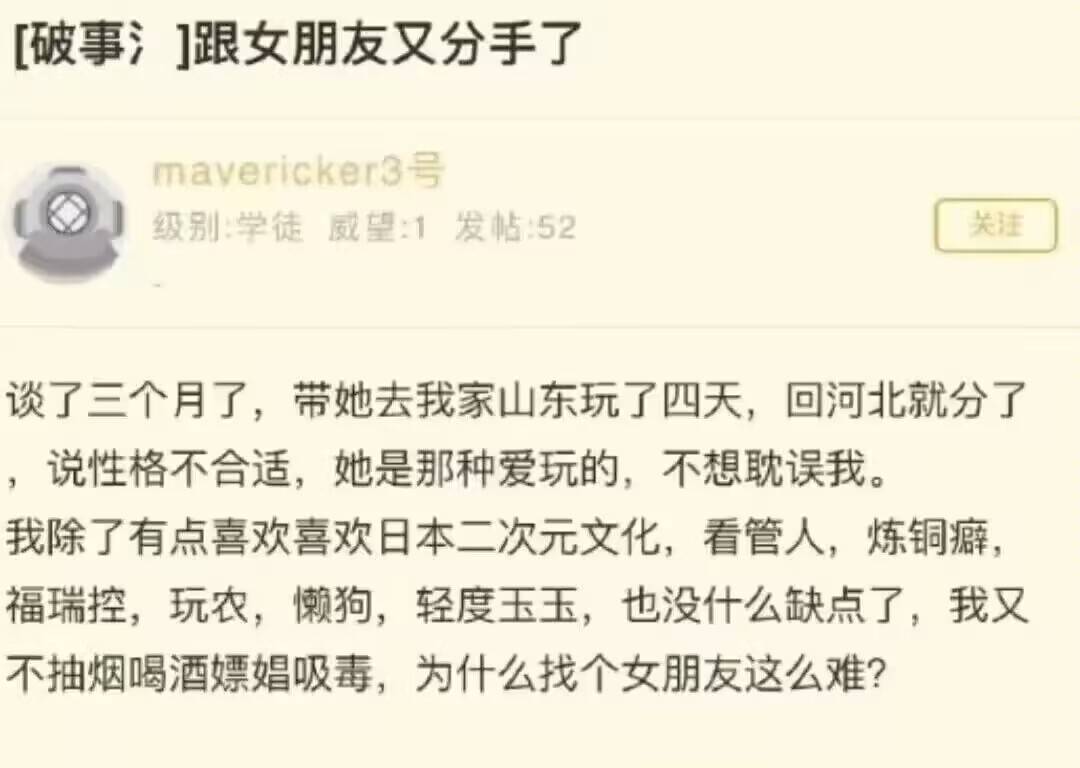 [破事氵]跟女朋友又分手了
mavericker3号
级别:学徒 威望:1 发帖:52
关注
谈了三个月了，带她去我家山东玩了四天，回河北就分了
，说性格不合适，她是那种爱玩的，不想耽误我。
我除了有点喜欢喜欢日本二次元文化，看管人，炼铜癖，
福瑞控，玩农，懒狗，轻度玉玉，也没什么缺点了，我又
不抽烟喝酒嫖娼吸毒，为什么找个女朋友这么难？